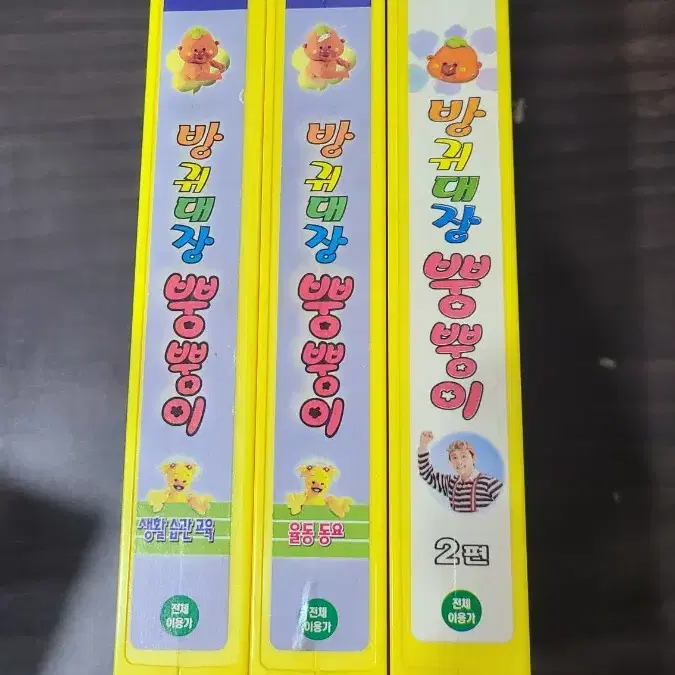 방귀대장
뿡뿡이
생활 습관 교육
전체
이용가
방귀대장
뿡뿡이
율동 동요
전체
이용가
방귀대장
뿡뿡이
2편
전체
이용가